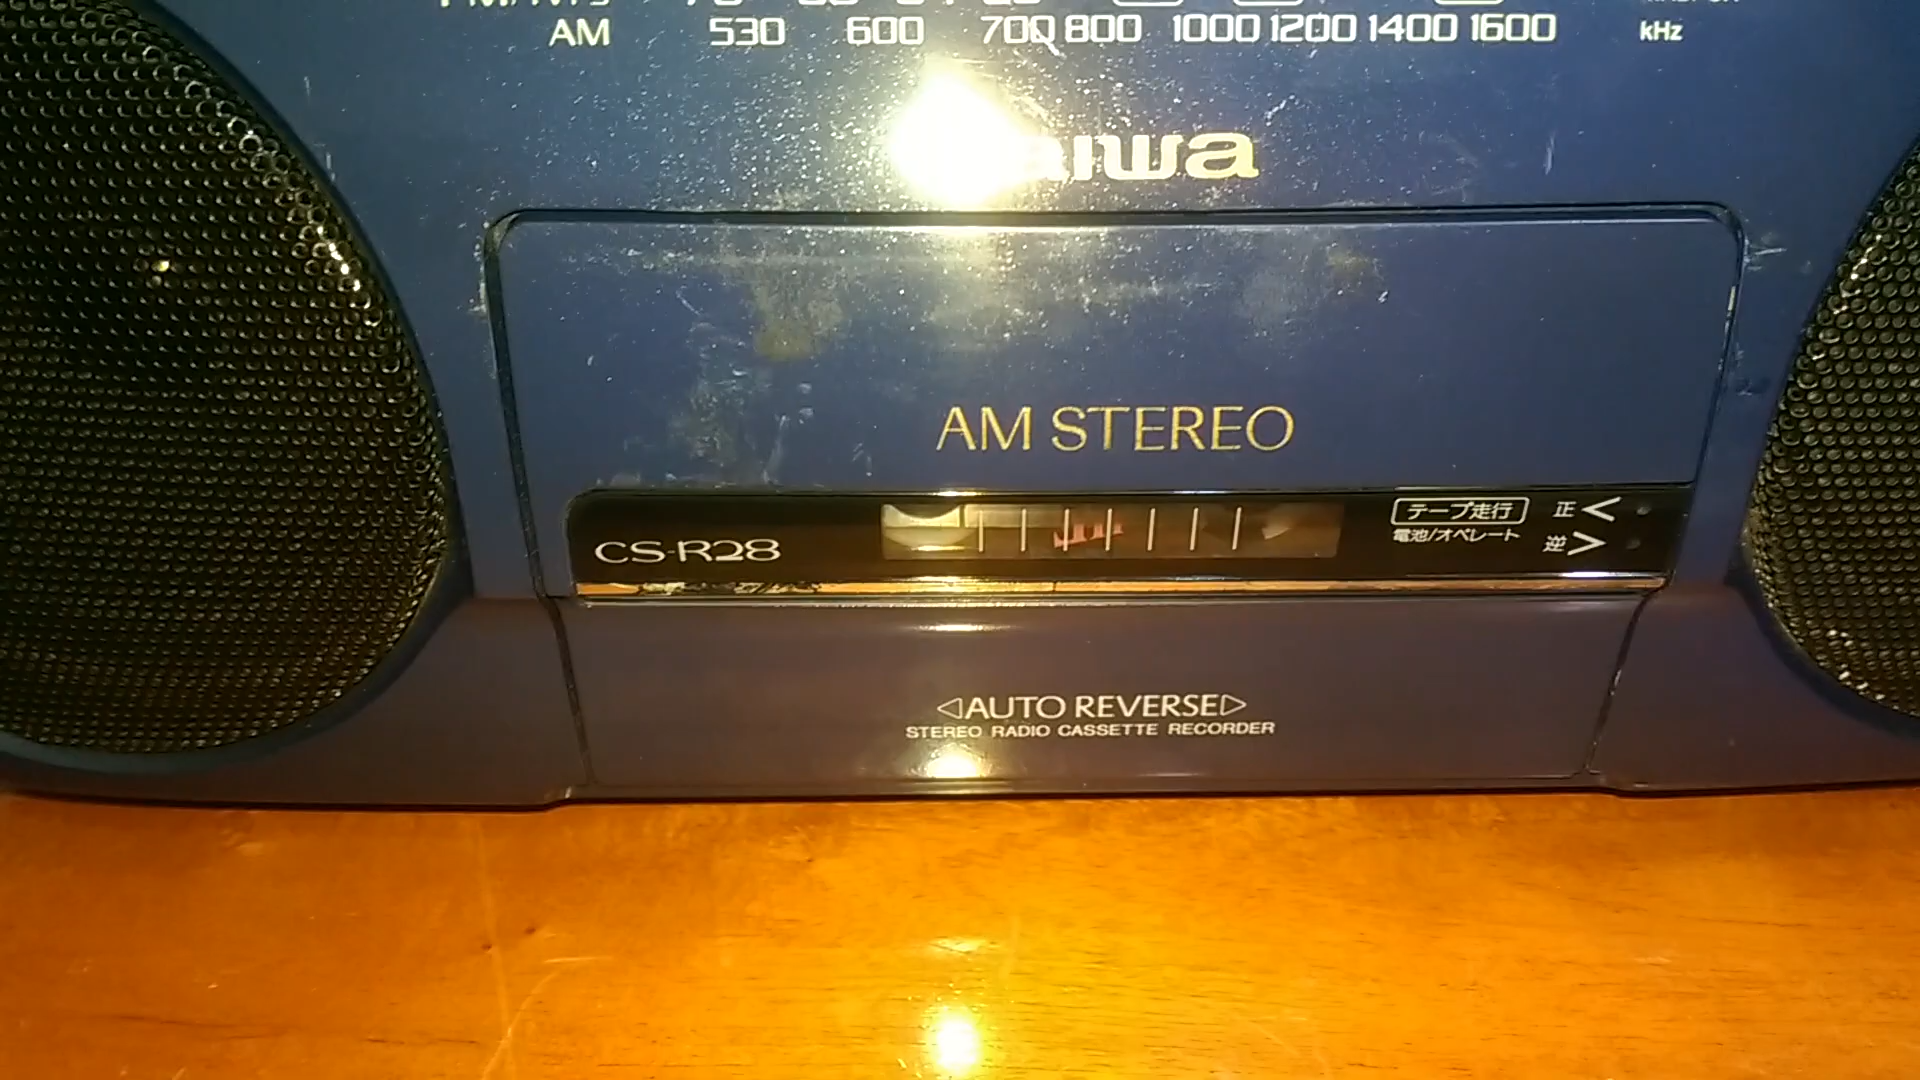 AM 530 600 700 800 1000 1200 1400 1600 kHz
aiwa
AM STEREO
CS-R28
テープ走行 正 <
電池/オペレート 逆 >
◁AUTO REVERSE▷
STEREO RADIO CASSETTE RECORDER